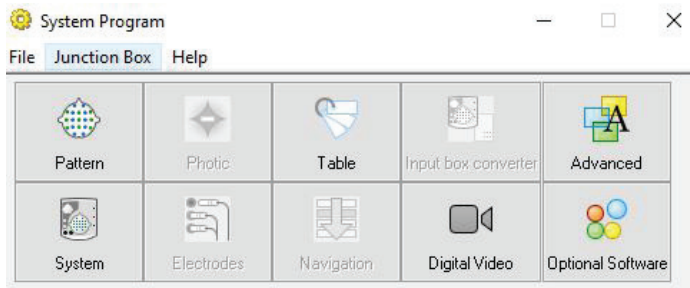 System Program
File Junction Box Help
Pattern Photic Table Input box converter Advanced
A
System Electrodes Navigation Digital Video Optional Software